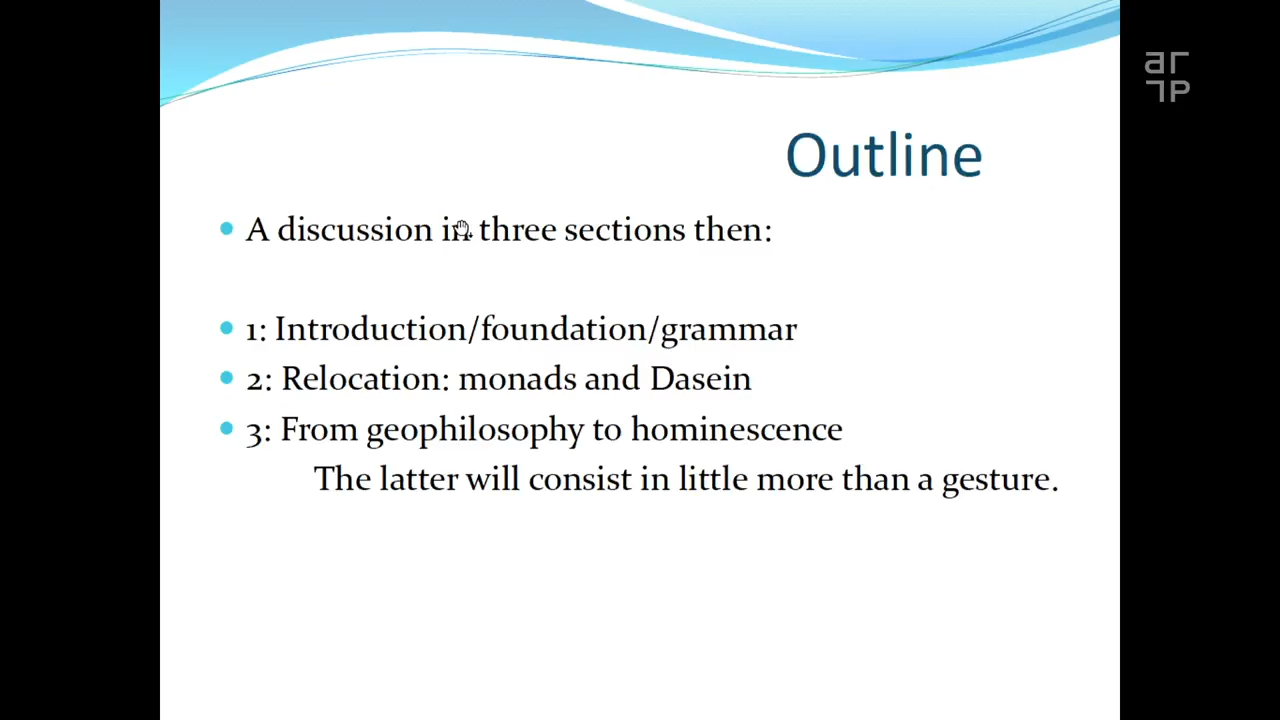 Outline
A discussion in three sections then:
1: Introduction/foundation/grammar
2: Relocation: monads and Dasein
3: From geophilosophy to hominescence
The latter will consist in little more than a gesture.